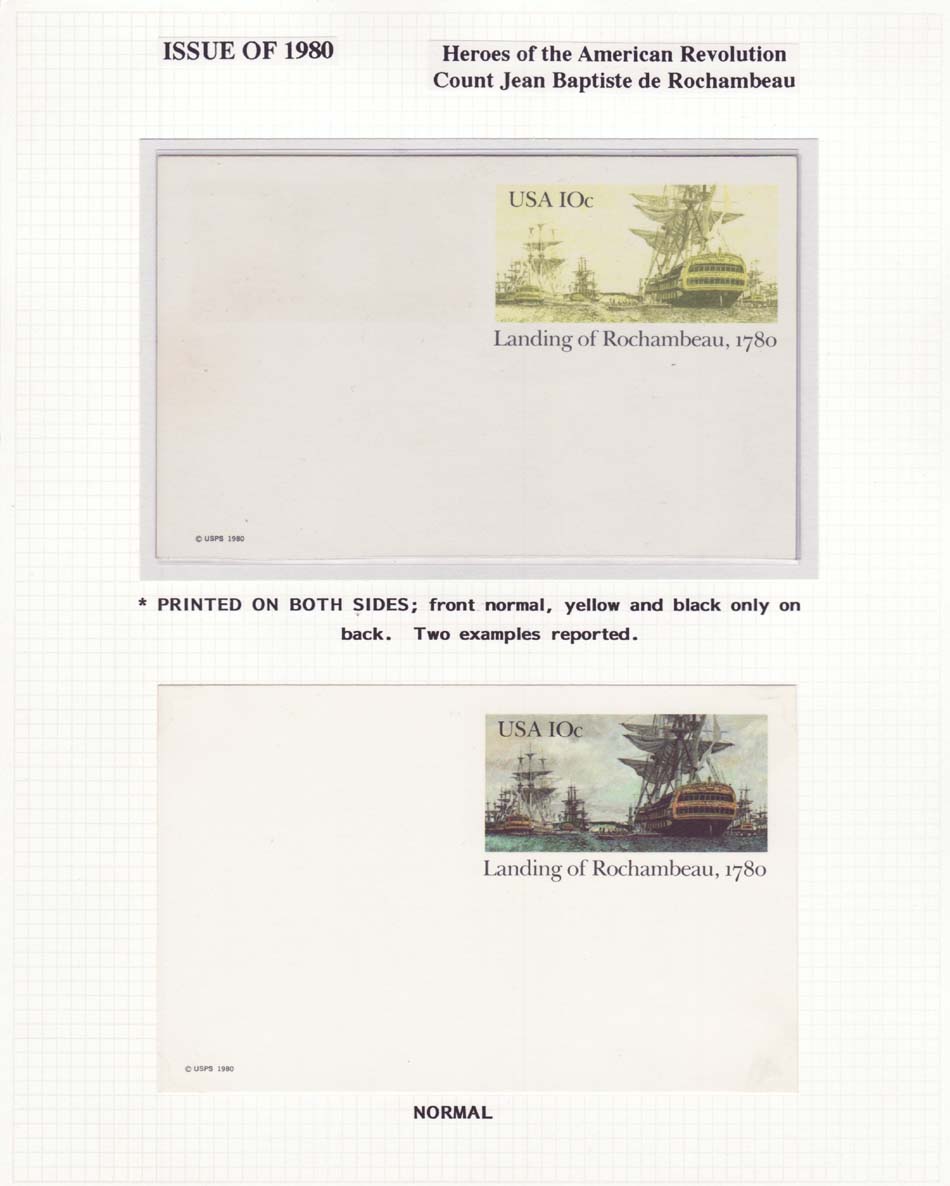 ISSUE OF 1980
Heroes of the American Revolution
Count Jean Baptiste de Rochambeau
USA 10c
Landing of Rochambeau, 1780
© USPS 1980
* PRINTED ON BOTH SIDES; front normal, yellow and black only on
back. Two examples reported.
USA 10c
Landing of Rochambeau, 1780
© USPS 1980
NORMAL